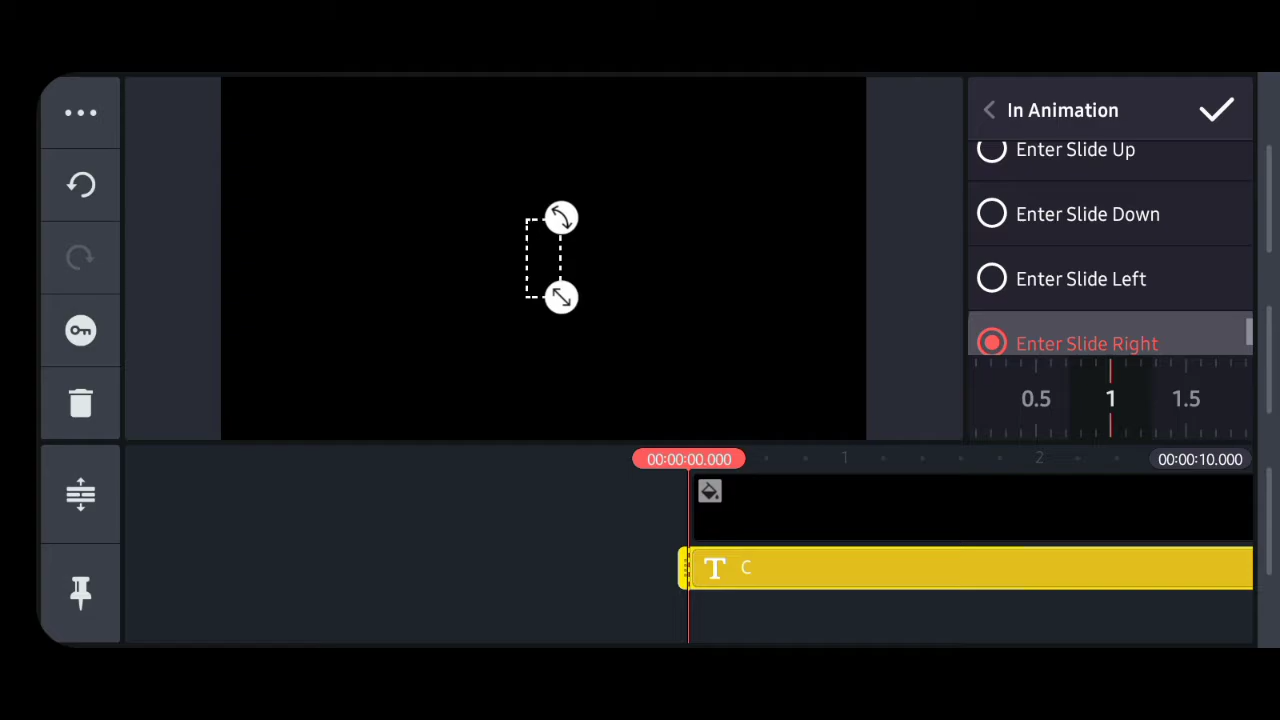 In Animation
Enter Slide Up
Enter Slide Down
Enter Slide Left
Enter Slide Right
0.5 1 1.5
00:00:00.000 1 2 00:00:10.000
T C